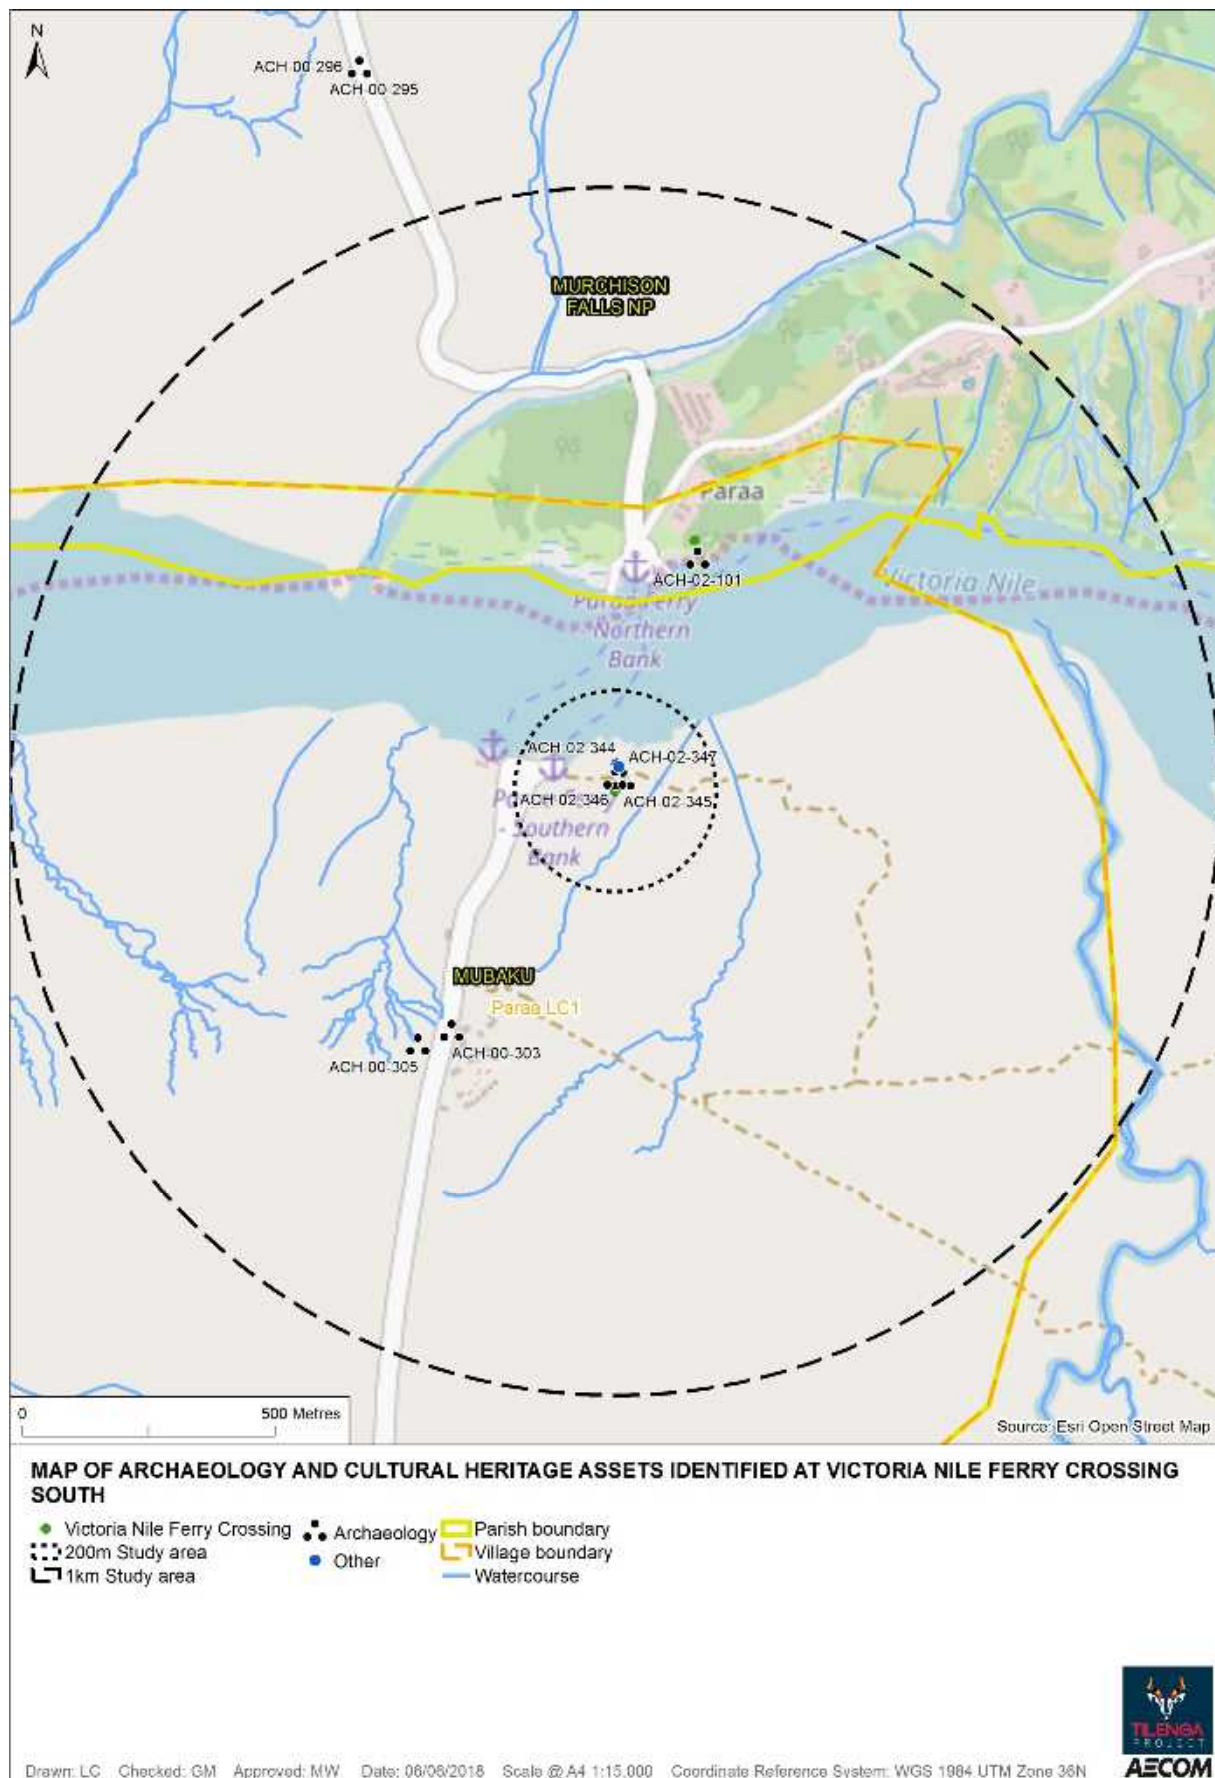 N
ACH-00-296
ACH-00-295
MURCHISON
FALLS NP
Paraa
ACH-02-101
Victoria Nile
Paraa Ferry
- Northern
Bank
ACH-02-344
ACH-02-347
ACH-02-346
ACH-02-345
- Southern
Bank
MUBAKU
Paraa LC1
ACH-00-303
ACH-00-305
0
500 Metres
Source: Esri Open Street Map
MAP OF ARCHAEOLOGY AND CULTURAL HERITAGE ASSETS IDENTIFIED AT VICTORIA NILE FERRY CROSSING
SOUTH
Victoria Nile Ferry Crossing
Archaeology
Parish boundary
200m Study area
Other
Village boundary
1km Study area
Watercourse
TILENGA
PROJECT
AECOM
Drawn: LC Checked: GM Approved: MW Date: 06/06/2018 Scale @ A4 1:15,000 Coordinate Reference System: WGS 1984 UTM Zone 36N